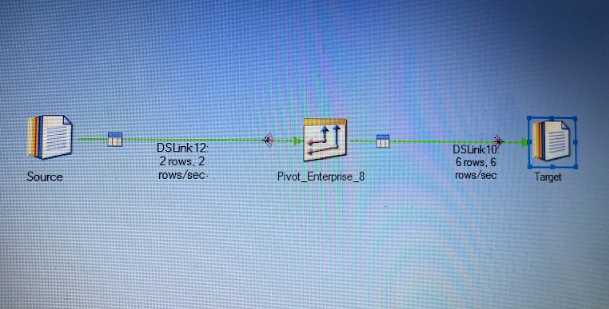 Source
DSLink12:
2 rows, 2
rows/sec
Pivot_Enterprise_8
DSLink10:
6 rows, 6
rows/sec
Target